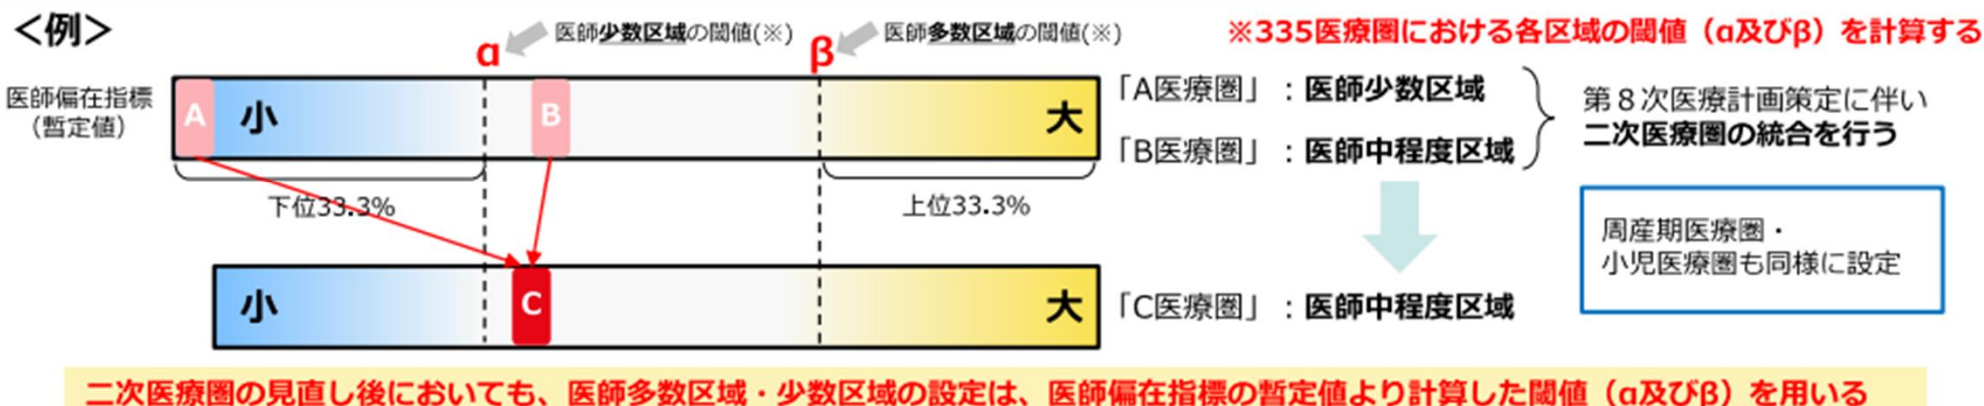 ＜例＞
α
医師少数区域の閾値(※)
β
医師多数区域の閾値(※)
※335医療圏における各区域の閾値（α及びβ）を計算する
医師偏在指標
（暫定値）
A
小
B
大
「A医療圏」：医師少数区域
「B医療圏」：医師中程度区域
第８次医療計画策定に伴い
二次医療圏の統合を行う
下位33.3%
上位33.3%
周産期医療圏・
小児医療圏も同様に設定
小
C
大
「C医療圏」：医師中程度区域
二次医療圏の見直し後においても、医師多数区域・少数区域の設定は、医師偏在指標の暫定値より計算した閾値（α及びβ）を用いる